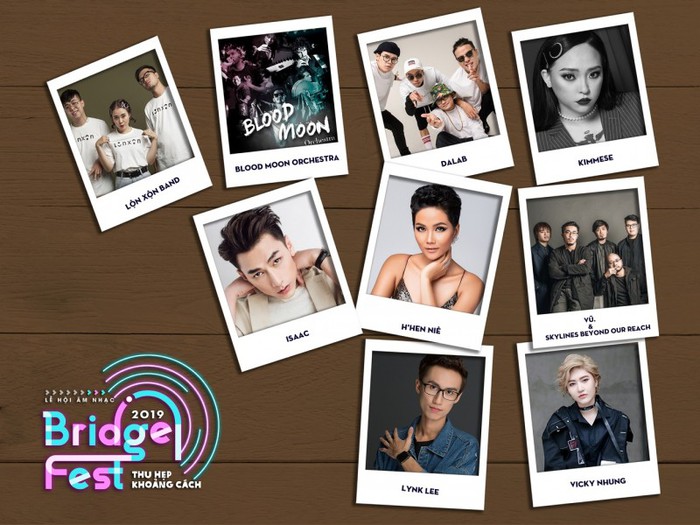 BLOOD MOON
Orchestra
LỘN XỘN BAND
BLOOD MOON ORCHESTRA
DALAB
KIMMESE
ISAAC
H'HEN NIÊ
VŨ.
&
SKYLINES BEYOND OUR REACH
LYNK LEE
VICKY NHUNG
LỄ HỘI ÂM NHẠC
2019
Bridge
Fest
THU HẸP
KHOẢNG CÁCH